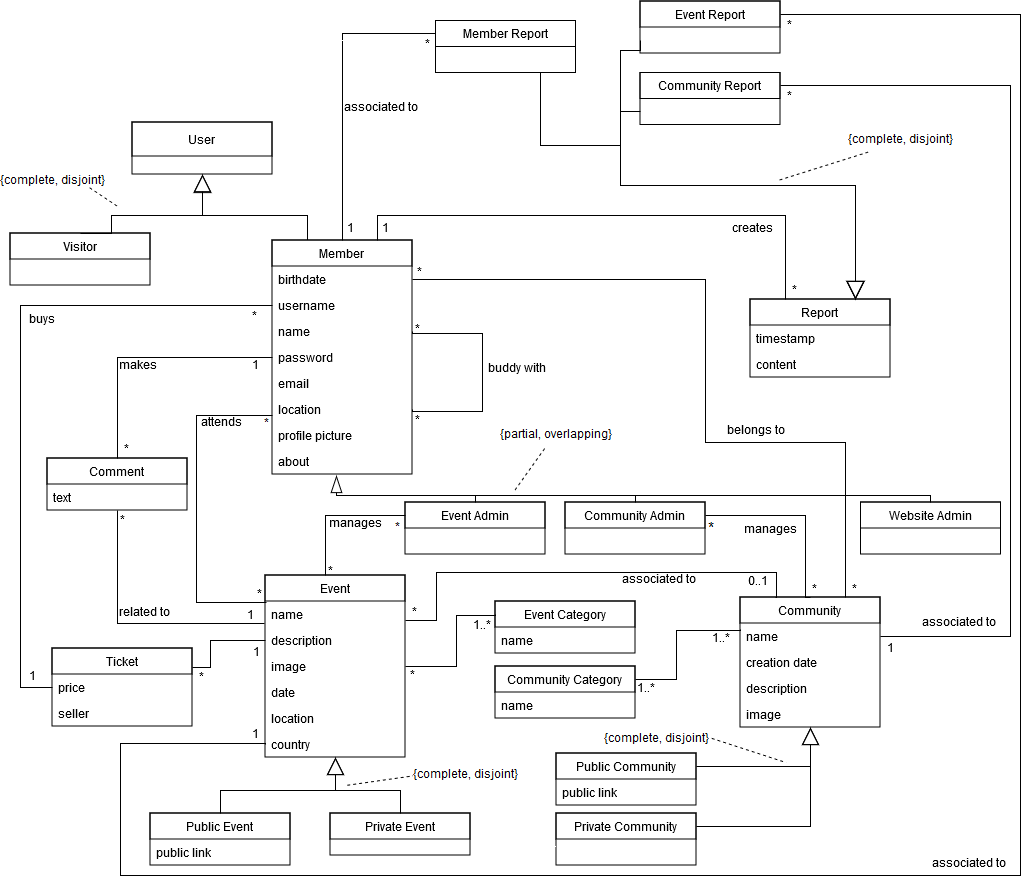 Event Report
*
Member Report
*
Community Report
*
associated to
User
{complete, disjoint}
{complete, disjoint}
1
1
creates
Visitor
Member
*
birthdate
*
username
buys
*
Report
name
*
timestamp
password
makes
1
buddy with
content
email
location
*
attends
*
profile picture
belongs to
{partial, overlapping}
about
*
Comment
text
*
Event Admin
Community Admin
Website Admin
manages
*
*
manages
*
associated to
0..1
*
*
Event
*
*
Community
name
1
related to
Event Category
1..*
name
name
1..*
associated to
1
description
1
Ticket
image
*
*
creation date
Community Category
1..*
name
description
1
price
date
seller
location
image
1
country
{complete, disjoint}
{complete, disjoint}
Public Community
public link
Public Event
public link
Private Event
Private Community
associated to